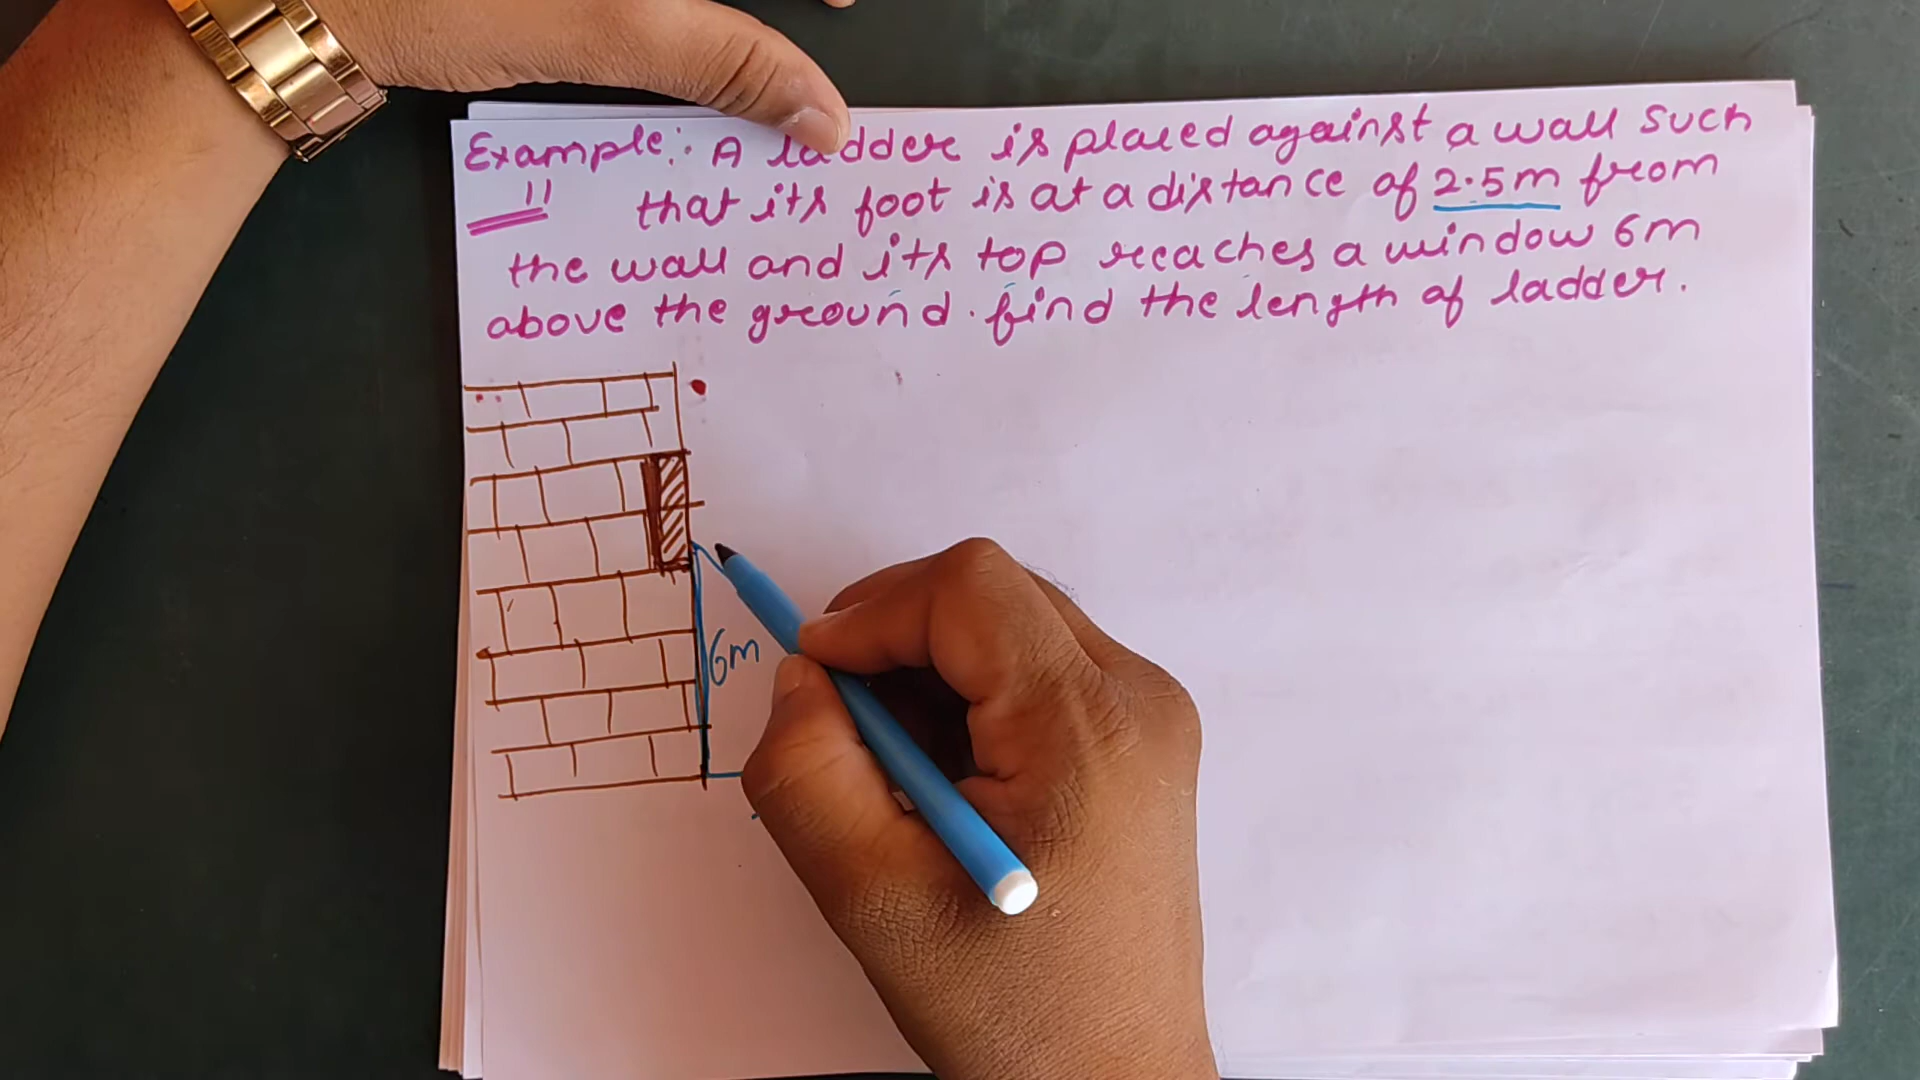 Example:. A ladder is placed against a wall such
11 that its foot is at a distance of 2.5m from
the wall and its top reaches a window 6m
above the ground. find the length of ladder.
6m